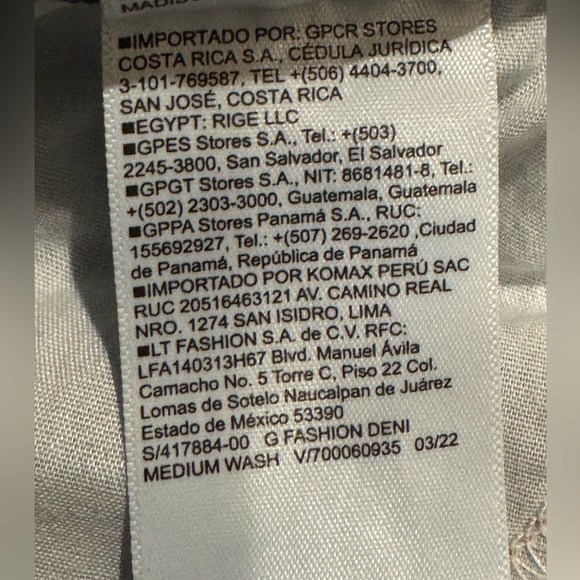 ■IMPORTADO POR: GPCR STORES
COSTA RICA S.A., CÉDULA JURÍDICA
3-101-769587, TEL +(506) 4404-3700,
SAN JOSÉ, COSTA RICA
■EGYPT: RIGE LLC
■GPES Stores S.A., Tel.: +(503)
2245-3800, San Salvador, El Salvador
■GPGT Stores S.A., NIT: 8681481-8, Tel.:
+(502) 2303-3000, Guatemala, Guatemala
■GPPA Stores Panamá S.A., RUC:
155692927, Tel.: +(507) 269-2620 ,Ciudad
de Panamá, República de Panamá
■IMPORTADO POR KOMAX PERÚ SAC
RUC 20516463121 AV. CAMINO REAL
NRO. 1274 SAN ISIDRO, LIMA
■LT FASHION S.A. de C.V. RFC:
LFA140313H67 Blvd. Manuel Ávila
Camacho No. 5 Torre C, Piso 22 Col.
Lomas de Sotelo Naucalpan de Juárez
Estado de México 53390
S/417884-00 G FASHION DENI
MEDIUM WASH V/700060935 03/22